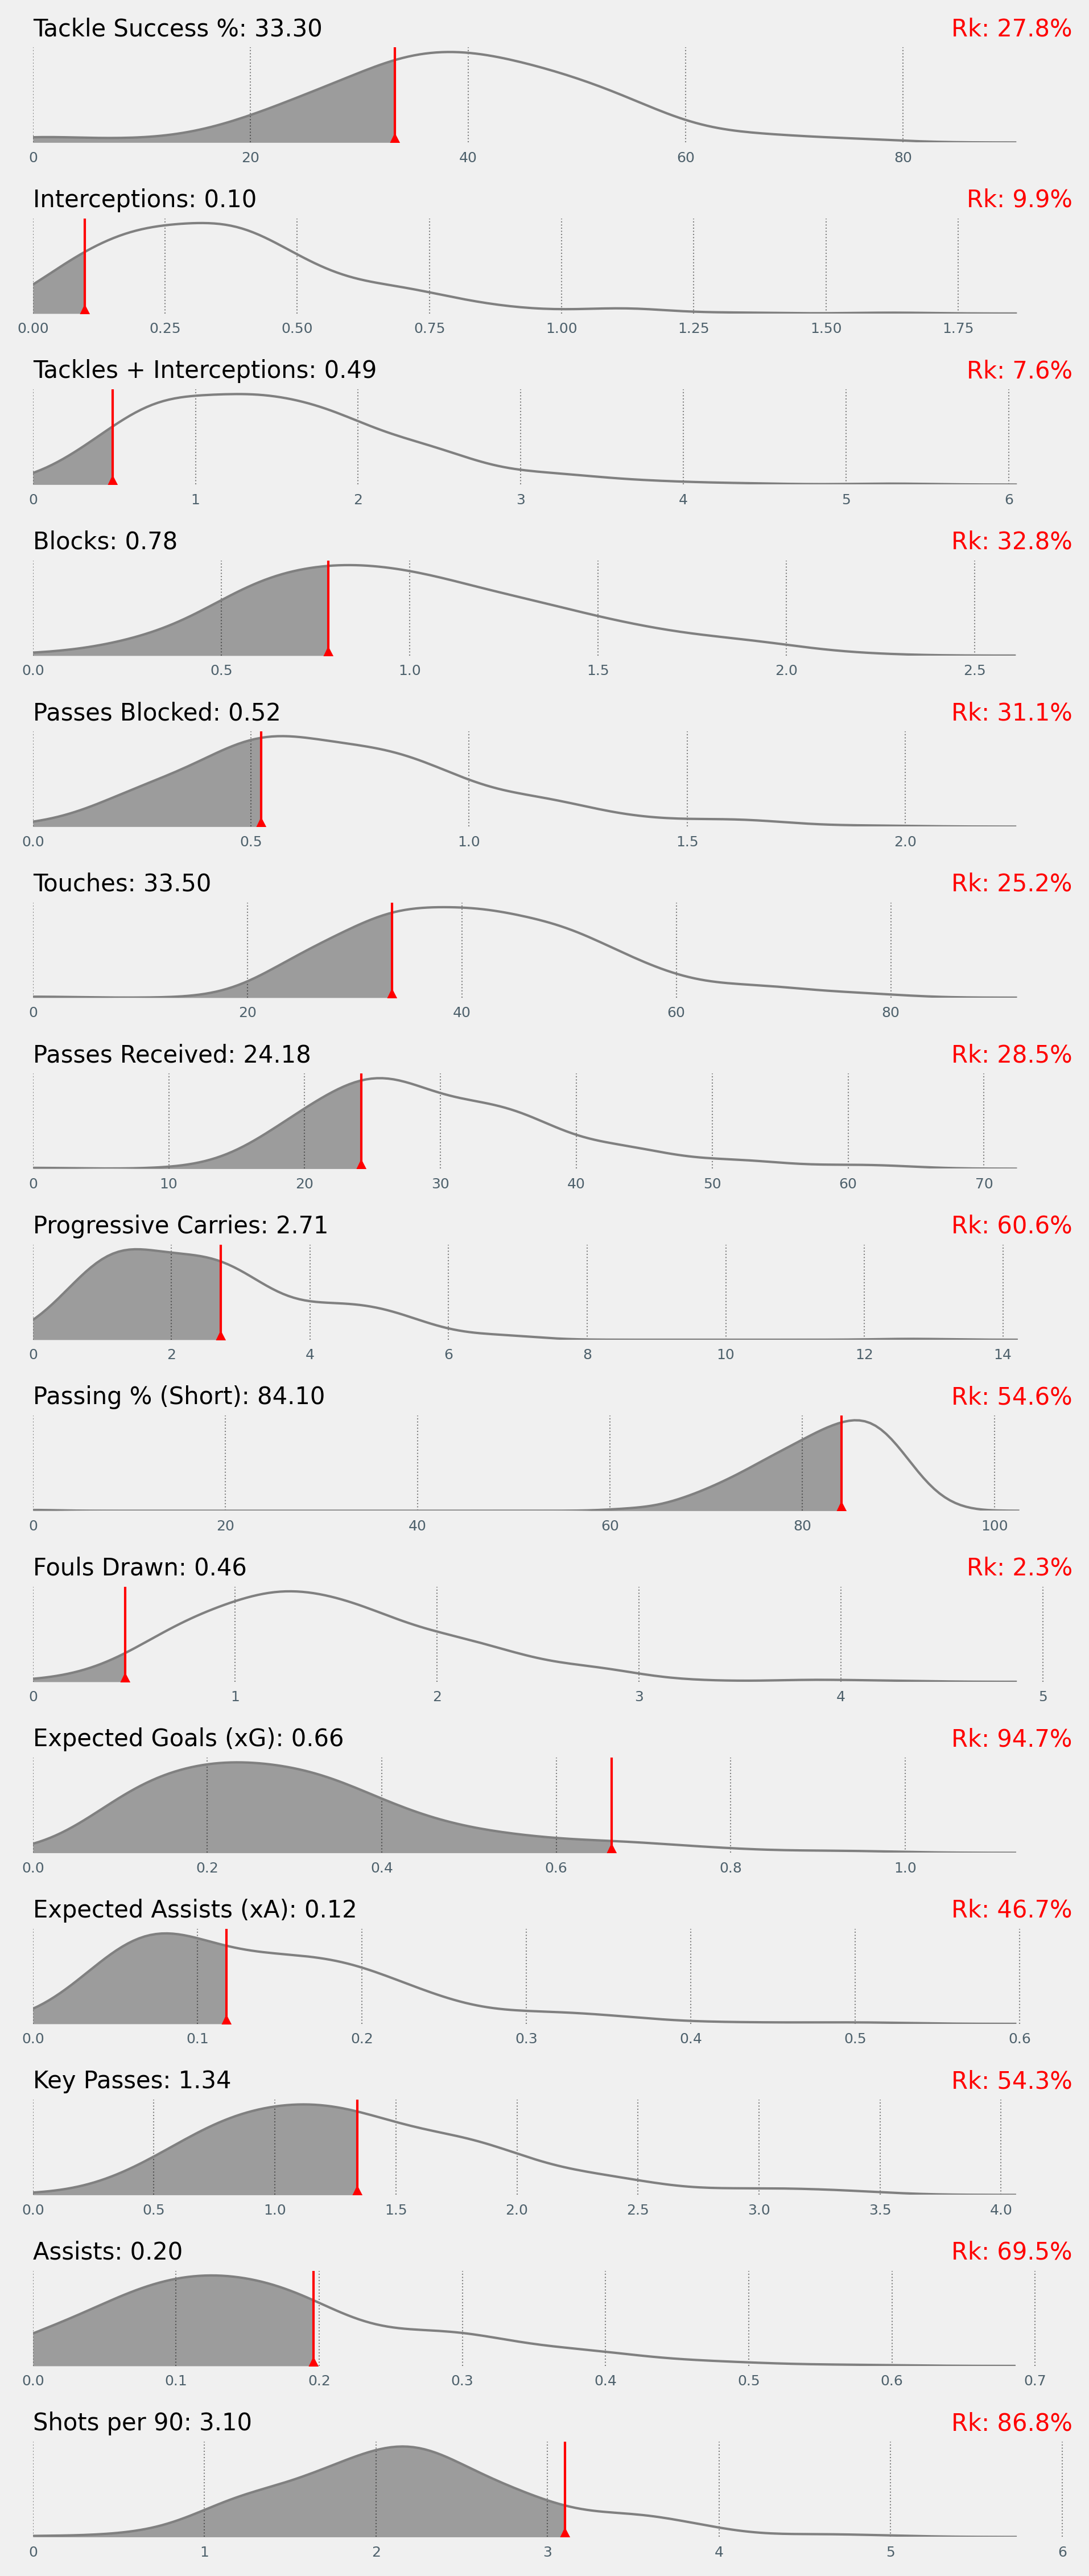 Tackle Success %: 33.30 Rk: 27.8%
0 20 40 60 80
Interceptions: 0.10 Rk: 9.9%
0.00 0.25 0.50 0.75 1.00 1.25 1.50 1.75
Tackles + Interceptions: 0.49 Rk: 7.6%
0 1 2 3 4 5 6
Blocks: 0.78 Rk: 32.8%
0.0 0.5 1.0 1.5 2.0 2.5
Passes Blocked: 0.52 Rk: 31.1%
0.0 0.5 1.0 1.5 2.0
Touches: 33.50 Rk: 25.2%
0 20 40 60 80
Passes Received: 24.18 Rk: 28.5%
0 10 20 30 40 50 60 70
Progressive Carries: 2.71 Rk: 60.6%
0 2 4 6 8 10 12 14
Passing % (Short): 84.10 Rk: 54.6%
0 20 40 60 80 100
Fouls Drawn: 0.46 Rk: 2.3%
0 1 2 3 4 5
Expected Goals (xG): 0.66 Rk: 94.7%
0.0 0.2 0.4 0.6 0.8 1.0
Expected Assists (xA): 0.12 Rk: 46.7%
0.0 0.1 0.2 0.3 0.4 0.5 0.6
Key Passes: 1.34 Rk: 54.3%
0.0 0.5 1.0 1.5 2.0 2.5 3.0 3.5 4.0
Assists: 0.20 Rk: 69.5%
0.0 0.1 0.2 0.3 0.4 0.5 0.6 0.7
Shots per 90: 3.10 Rk: 86.8%
0 1 2 3 4 5 6